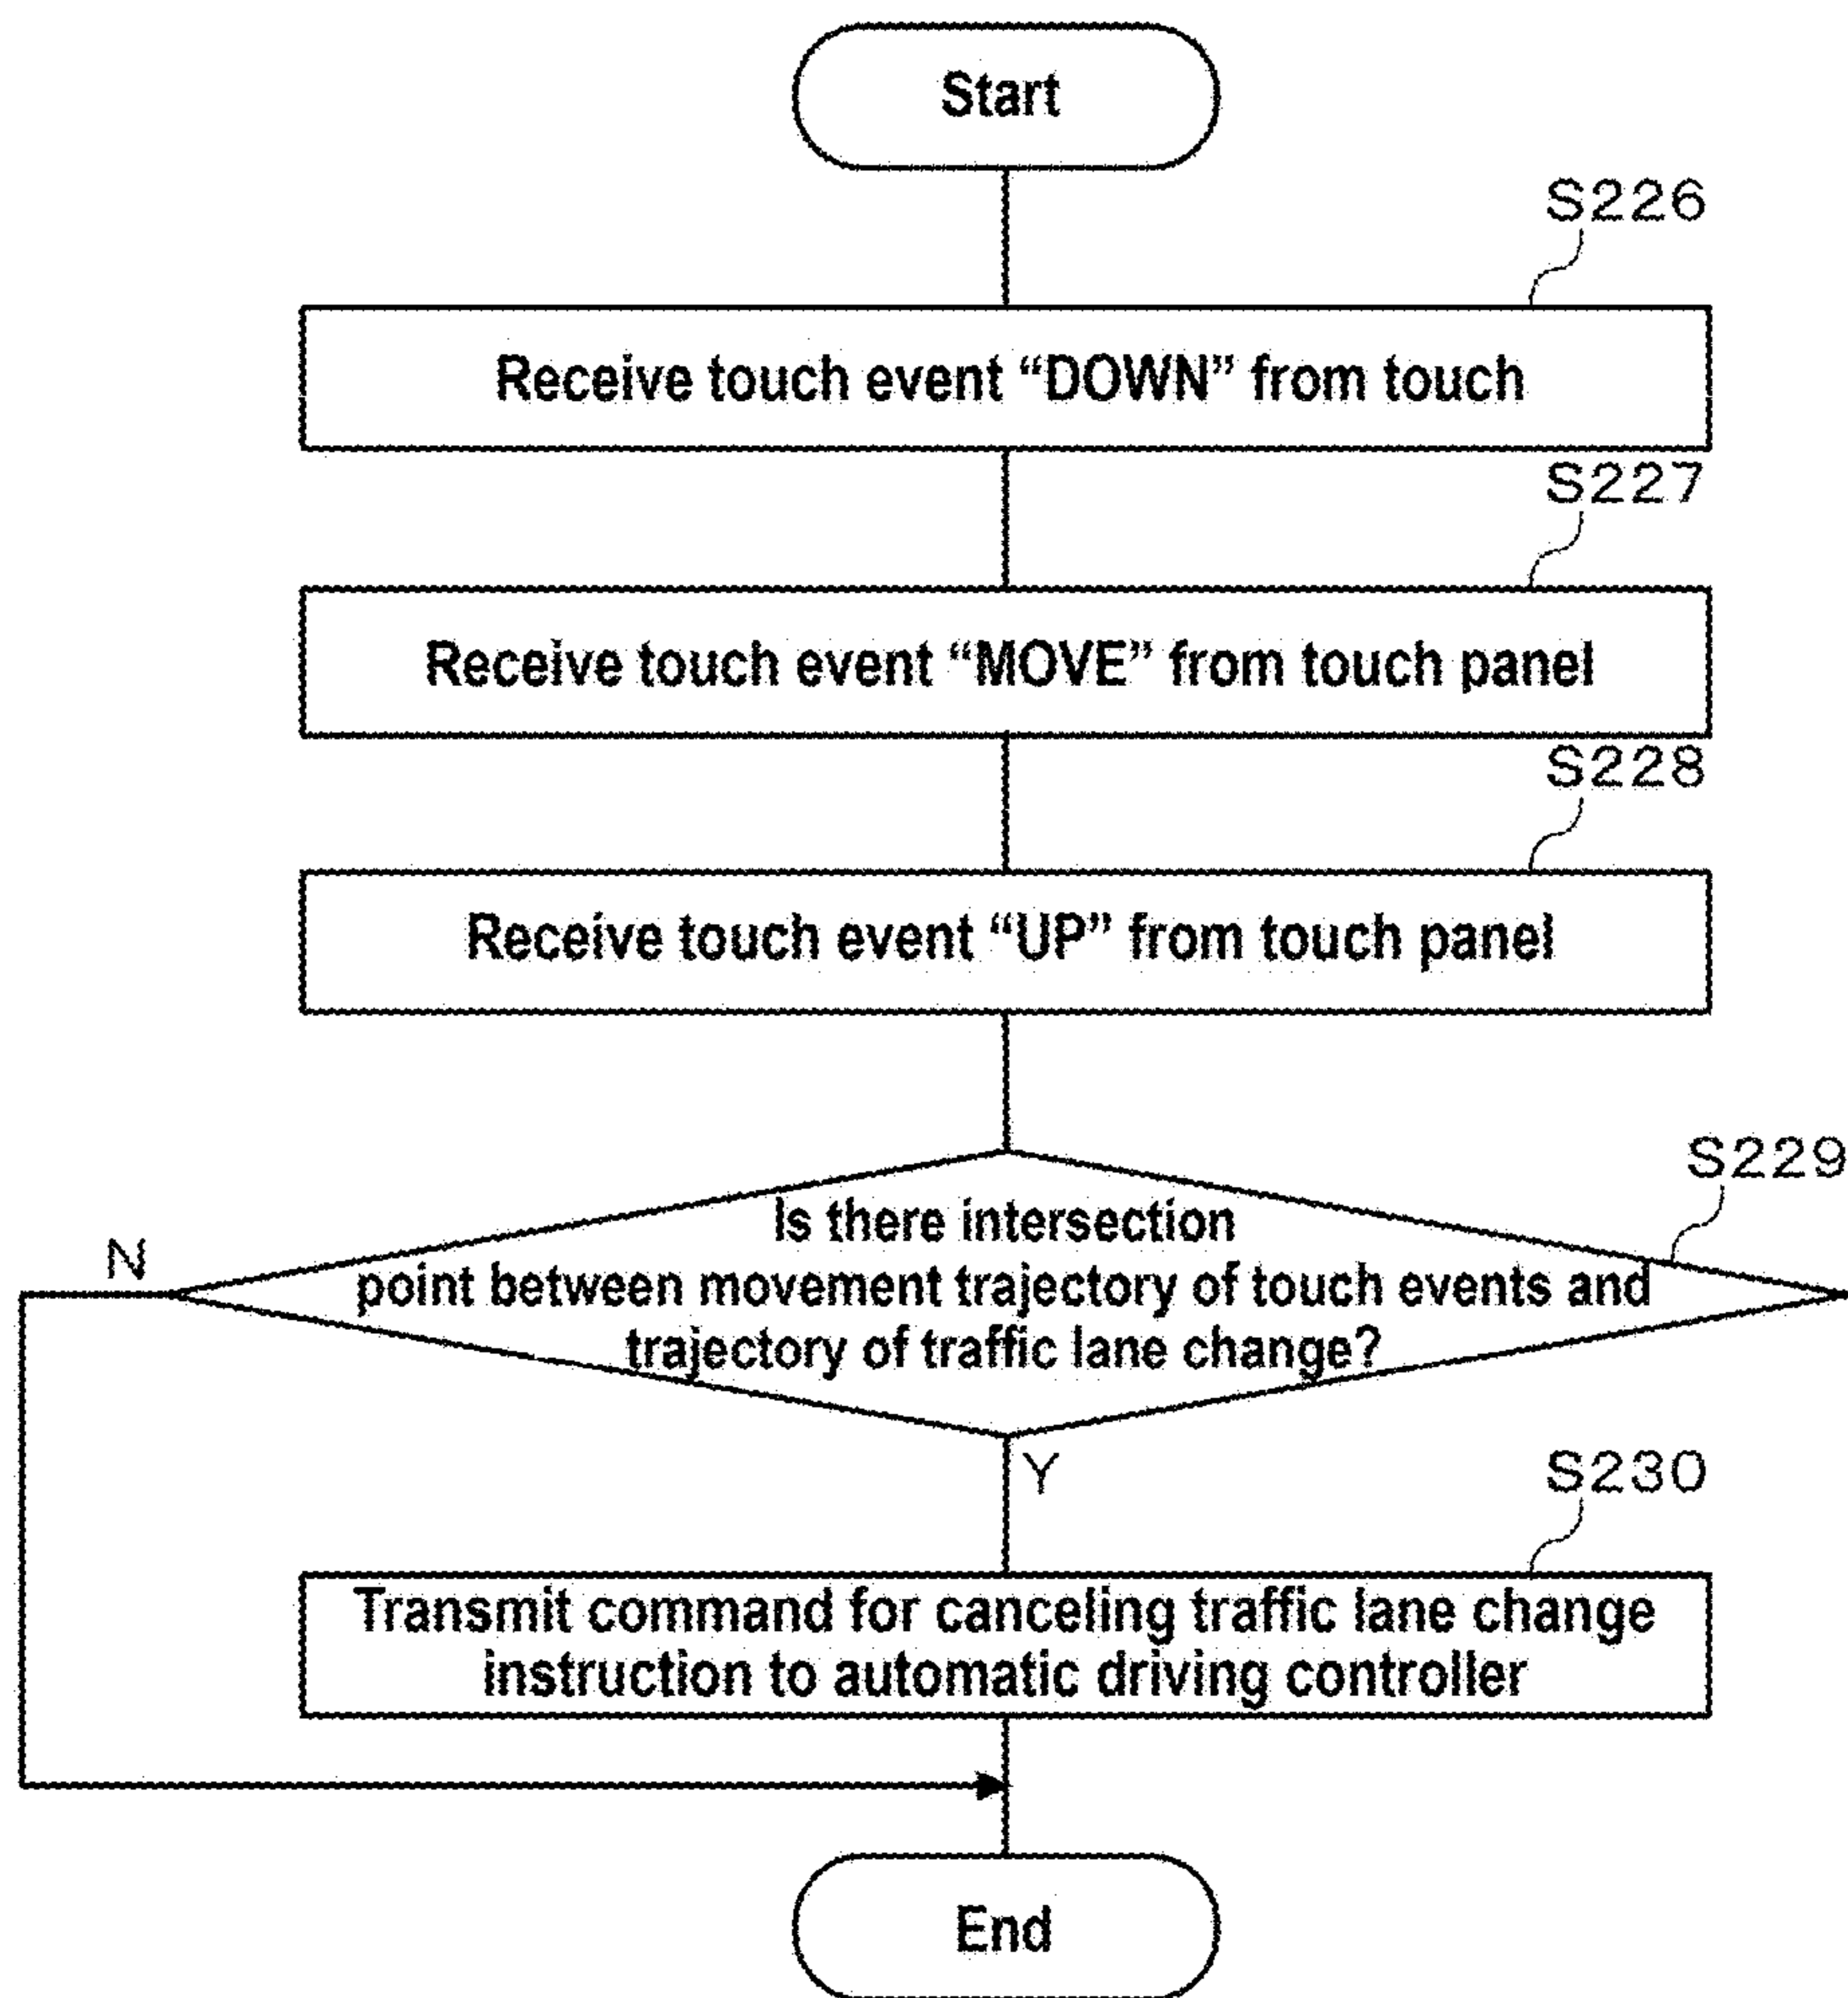 Start
S226
Receive touch event “DOWN” from touch
S227
Receive touch event “MOVE” from touch panel
S228
Receive touch event “UP” from touch panel
S229
Is there intersection
point between movement trajectory of touch events and
trajectory of traffic lane change?
N
Y
S230
Transmit command for canceling traffic lane change
instruction to automatic driving controller
End